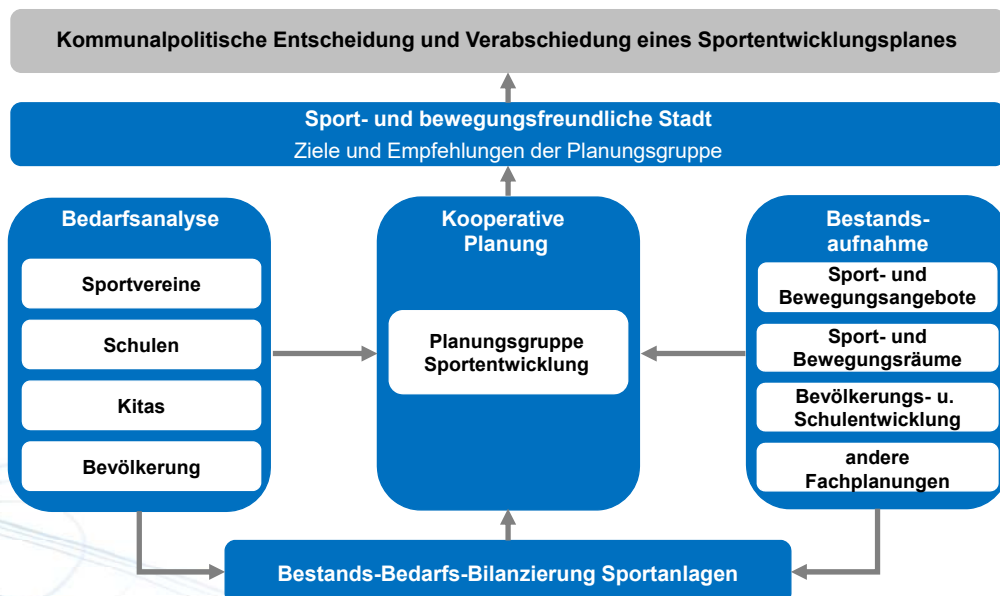 Kommunalpolitische Entscheidung und Verabschiedung eines Sportentwicklungsplanes
Sport- und bewegungsfreundliche Stadt
Ziele und Empfehlungen der Planungsgruppe
Bedarfsanalyse
Sportvereine
Schulen
Kitas
Bevölkerung
Kooperative
Planung
Planungsgruppe
Sportentwicklung
Bestands-
aufnahme
Sport- und
Bewegungsangebote
Sport- und
Bewegungsräume
Bevölkerungs- u.
Schulentwicklung
andere
Fachplanungen
Bestands-Bedarfs-Bilanzierung Sportanlagen